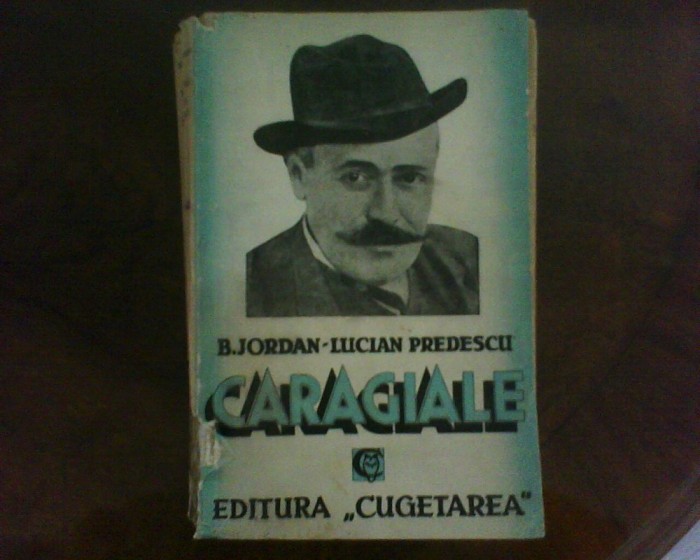 B. JORDAN-LUCIAN PREDESCU
CARAGIALE
EDITURA „CUGETAREA"